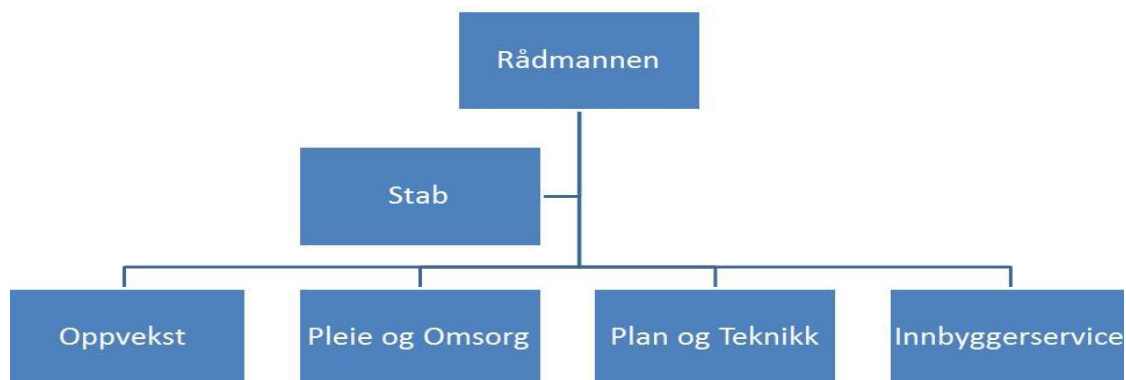 Rådmannen
Stab
Oppvekst
Pleie og Omsorg
Plan og Teknikk
Innbyggerservice